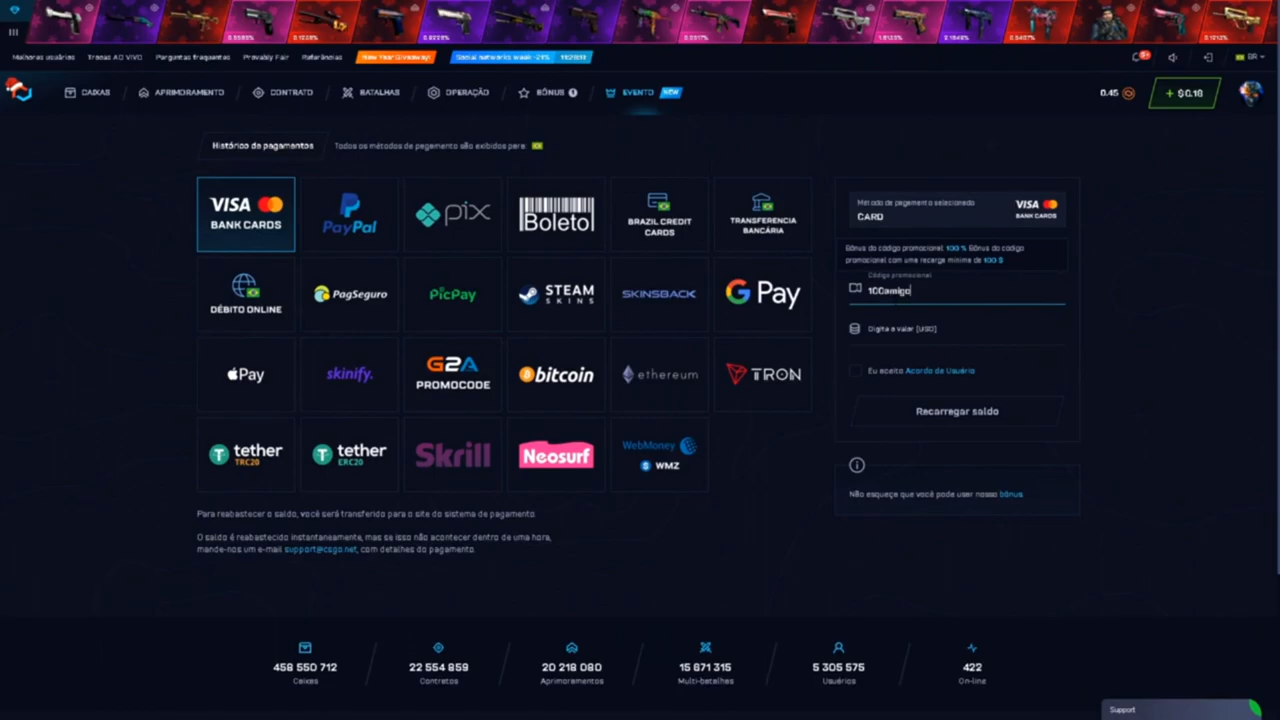 Melhores usuários Trocas AO VIVO Perguntas frequentes Provably Fair Referências New Year Giveaway! Social networks week -21%
BR
CAIXAS / APRIMORAMENTO / CONTRATO / BATALHAS / OPERAÇÃO / BÓNUS / EVENTO NEW
0.45 + $0.18
Histórico de pagamentos
Todos os métodos de pagamento são exibidos para:
VISA
BANK CARDS
PayPal
pix
Boleto
BRAZIL CREDIT
CARDS
TRANSFERENCIA
BANCÁRIA
DÉBITO ONLINE
PagSeguro
PicPay
STEAM
SKINS
SKINSBACK
G Pay
Pay
skinify.
G2A
PROMOCODE
bitcoin
ethereum
TRON
tether
TRC20
tether
ERC20
Skrill
Neosurf
WebMoney
WMZ
Para reabastecer o saldo, você será transferido para o site do sistema de pagamento.
O saldo é reabastecido instantaneamente, mas se isso não acontecer dentro de uma hora,
mande-nos um e-mail support@csgo.net, com detalhes do pagamento.
Método de pagamento selecionado
CARD
VISA
BANK CARDS
Bônus do código promocional: 100 % Bônus do código
promocional com uma recarga mínima de 100 $
Código promocional
100amigo
Digite o valor [USD]
Eu aceito Acordo de Usuário
Recarregar saldo
Não esqueça que você pode usar nosso bônus
458 550 712
Caixas
22 554 859
Contratos
20 218 080
Aprimoramentos
15 871 315
Multi-batalhas
5 305 575
Usuários
422
On-line
Support